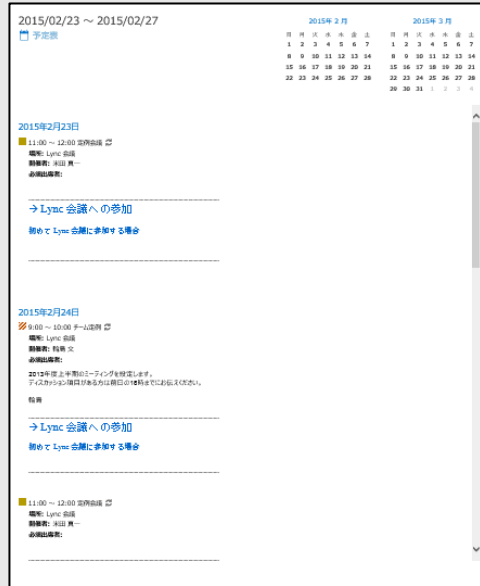 2015/02/23 ～ 2015/02/27
予定表
2015年 2 月
日 月 火 水 木 金 土
1 2 3 4 5 6 7
8 9 10 11 12 13 14
15 16 17 18 19 20 21
22 23 24 25 26 27 28
2015年 3 月
日 月 火 水 木 金 土
1 2 3 4 5 6 7
8 9 10 11 12 13 14
15 16 17 18 19 20 21
22 23 24 25 26 27 28
29 30 31 1 2 3 4
2015年2月23日
11:00 ～ 12:00 定例会議
場所: Lync 会議
開催者: 米田 真一
必須出席者:
→ Lync 会議への参加
初めて Lync 会議に参加する場合
2015年2月24日
9:00 ～ 10:00 チーム定例
場所: Lync 会議
開催者: 文
必須出席者:
2013年度上半期のミーティングを設定します。
ディスカッション項目がある方は前日の16時までにお伝えください。
→ Lync 会議への参加
初めて Lync 会議に参加する場合
11:00 ～ 12:00 定例会議
場所: Lync 会議
開催者: 米田 真一
必須出席者: